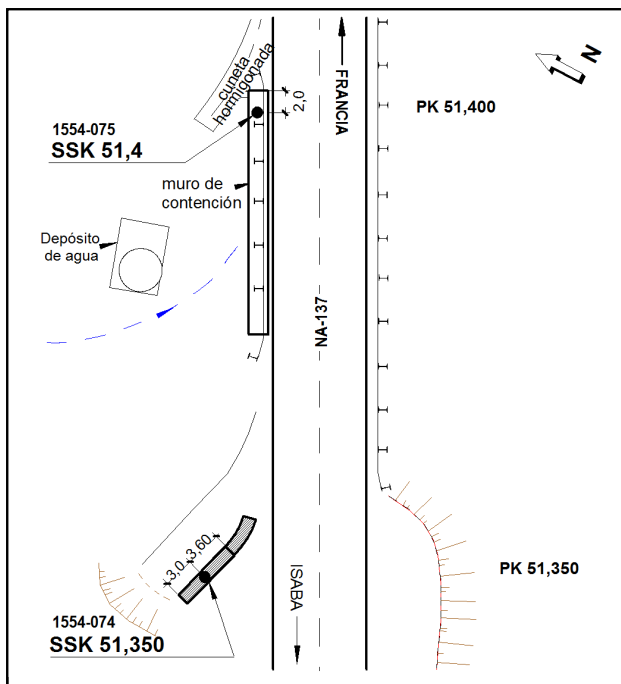 cuneta
hormigonada
2,0
FRANCIA
N
PK 51,400
1554-075
SSK 51,4
muro de
contención
Depósito
de agua
NA-137
3,60
3,0
ISABA
PK 51,350
1554-074
SSK 51,350